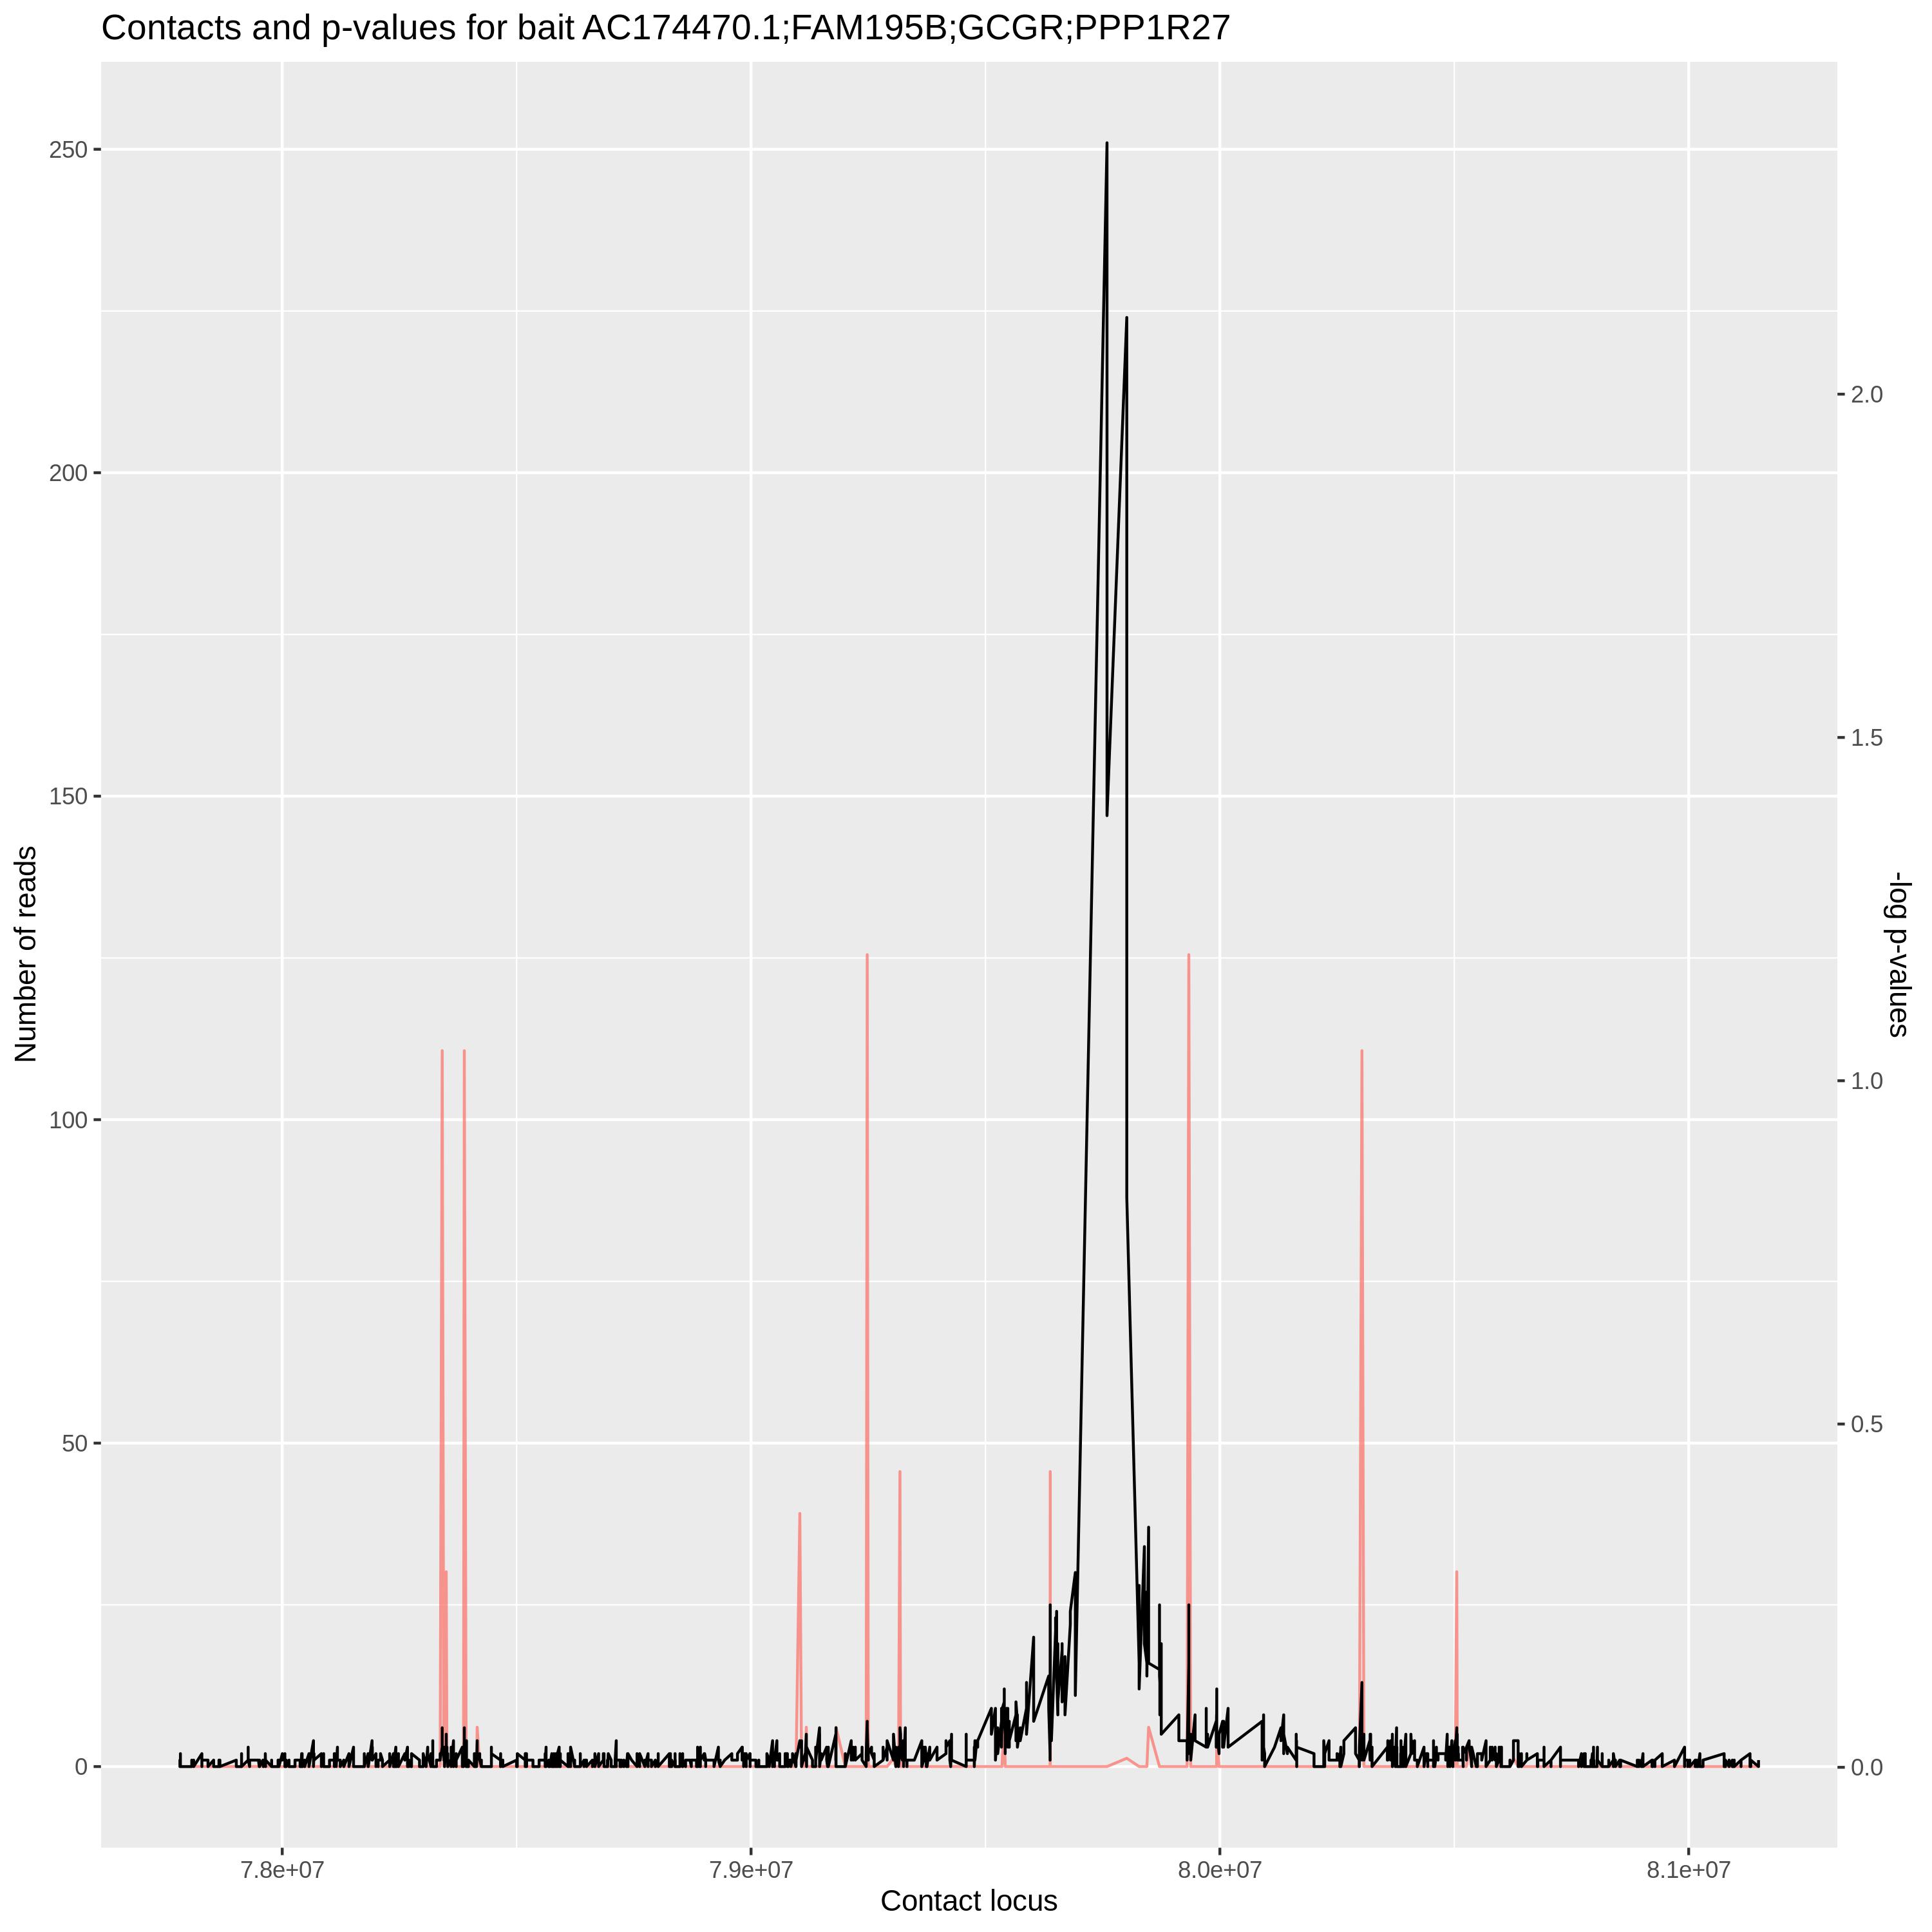 Contacts and p-values for bait AC174470.1;FAM195B;GCGR;PPP1R27
250
200
150
100
50
0
Number of reads
2.0
1.5
1.0
0.5
0.0
-log p-values
7.8e+07 7.9e+07 8.0e+07 8.1e+07
Contact locus